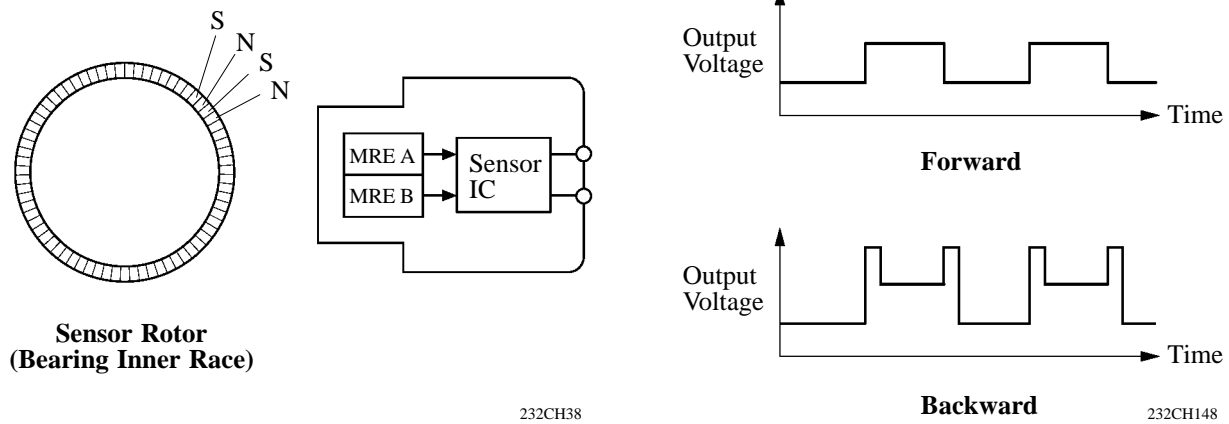 S
N
S
N
MRE A
MRE B
Sensor
IC
Sensor Rotor
(Bearing Inner Race)
232CH38
Output
Voltage
Time
Forward
Output
Voltage
Time
Backward
232CH148